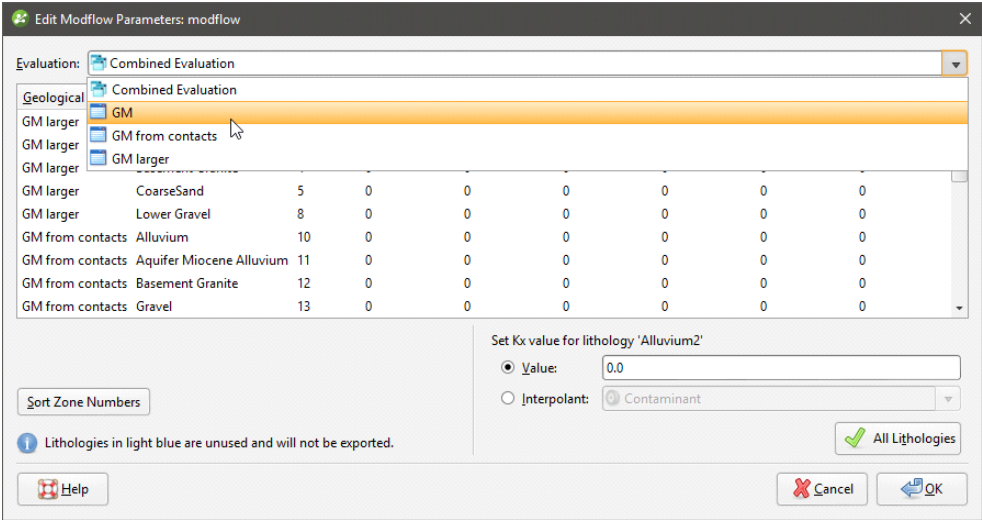 Edit Modflow Parameters: modflow
Evaluation: Combined Evaluation
Combined Evaluation
GM
GM from contacts
GM larger
Geological
GM larger
GM larger
GM larger
GM larger CoarseSand 5 0 0 0 0 0 0
GM larger Lower Gravel 8 0 0 0 0 0 0
GM from contacts Alluvium 10 0 0 0 0 0 0
GM from contacts Aquifer Miocene Alluvium 11 0 0 0 0 0 0
GM from contacts Basement Granite 12 0 0 0 0 0 0
GM from contacts Gravel 13 0 0 0 0 0 0
Set Kx value for lithology 'Alluvium2'
Value: 0.0
Interpolant: Contaminant
Sort Zone Numbers
Lithologies in light blue are unused and will not be exported.
All Lithologies
Help
Cancel
OK